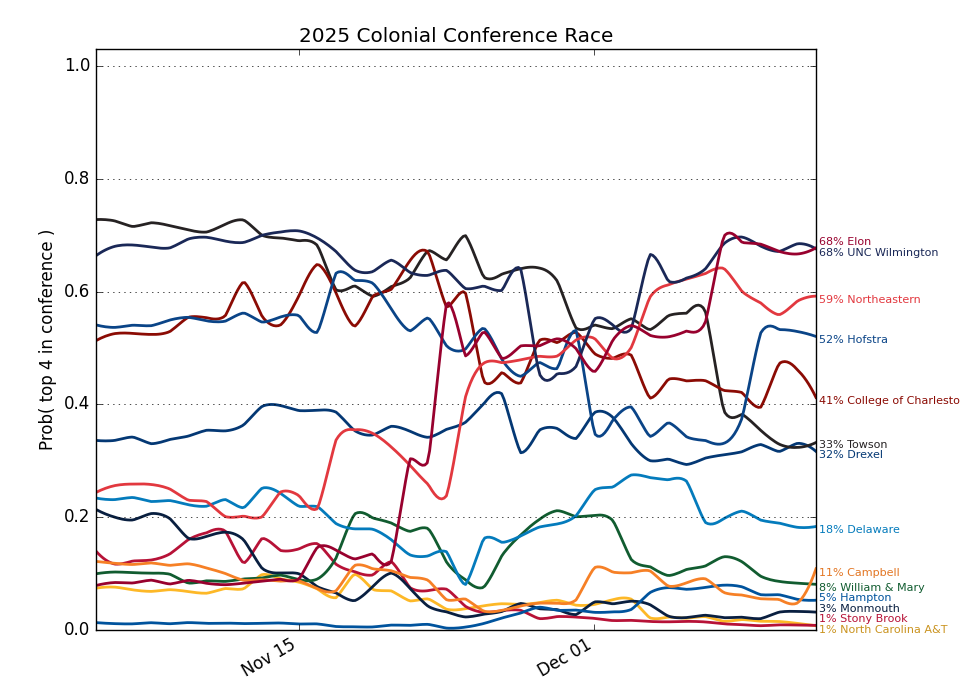 2025 Colonial Conference Race
Prob( top 4 in conference )
1.0
0.8
0.6
0.4
0.2
0.0
Nov 15
Dec 01
68% Elon
68% UNC Wilmington
59% Northeastern
52% Hofstra
41% College of Charlesto
33% Towson
32% Drexel
18% Delaware
11% Campbell
8% William & Mary
5% Hampton
3% Monmouth
1% Stony Brook
1% North Carolina A&T